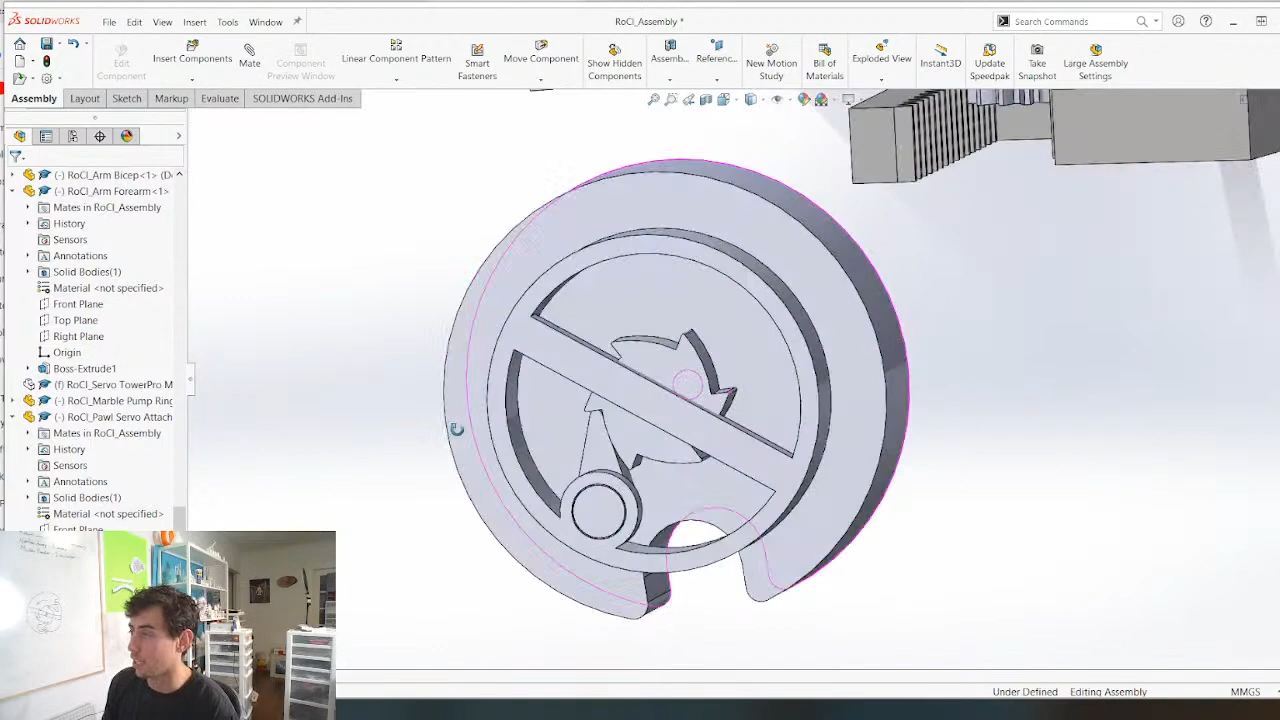 SOLIDWORKS File Edit View Insert Tools Window RoCI_Assembly * Search Commands
Edit Component
Insert Components
Mate
Component Preview Window
Linear Component Pattern
Smart Fasteners
Move Component
Show Hidden Components
Assemb...
Referenc...
New Motion Study
Bill of Materials
Exploded View
Instant3D
Update Speedpak
Take Snapshot
Large Assembly Settings
Assembly Layout Sketch Markup Evaluate SOLIDWORKS Add-Ins
(-) RoCI_Arm Bicep<1> (D
(-) RoCI_Arm Forearm<1>
Mates in RoCI_Assembly
History
Sensors
Annotations
Solid Bodies(1)
Material <not specified>
Front Plane
Top Plane
Right Plane
Origin
Boss-Extrude1
(f) RoCI_Servo TowerPro M
(-) RoCI_Marble Pump Ring
(-) RoCI_Pawl Servo Attach
Mates in RoCI_Assembly
History
Sensors
Annotations
Solid Bodies(1)
Material <not specified>
Front Plane
Under Defined Editing Assembly MMGS